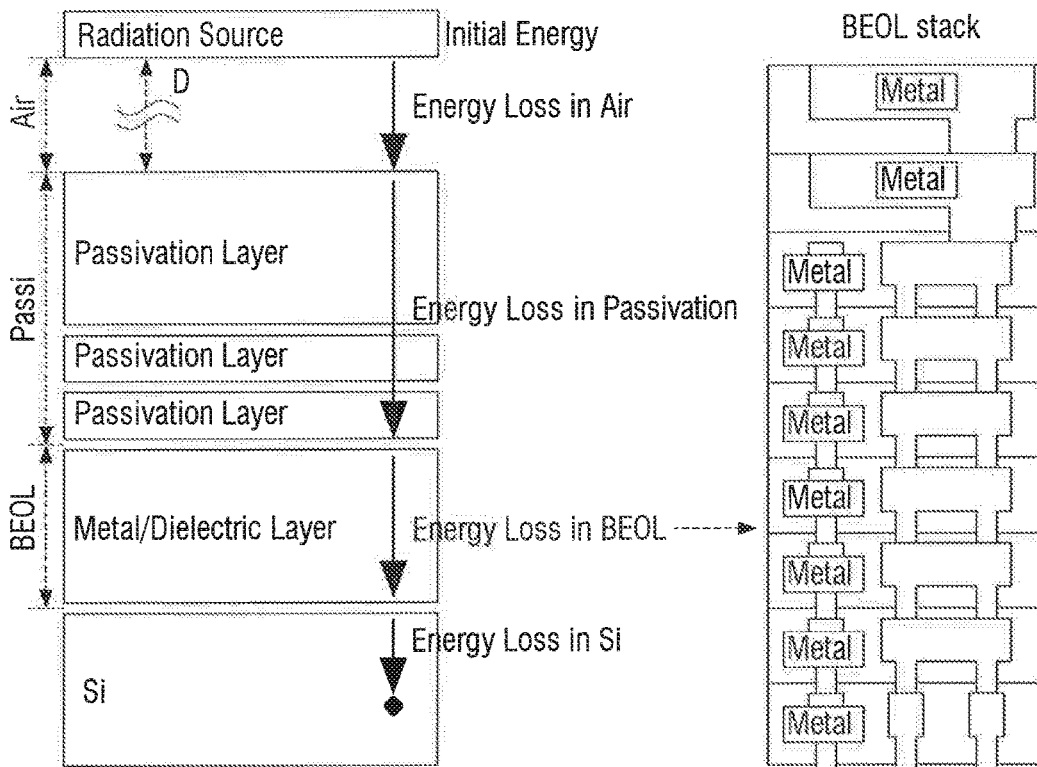 Radiation Source
Initial Energy
BEOL stack
Air
D
Energy Loss in Air
Passi
Passivation Layer
Energy Loss in Passivation
Passivation Layer
Passivation Layer
BEOL
Metal/Dielectric Layer
Energy Loss in BEOL
Si
Energy Loss in Si
Metal
Metal
Metal
Metal
Metal
Metal
Metal
Metal
Metal